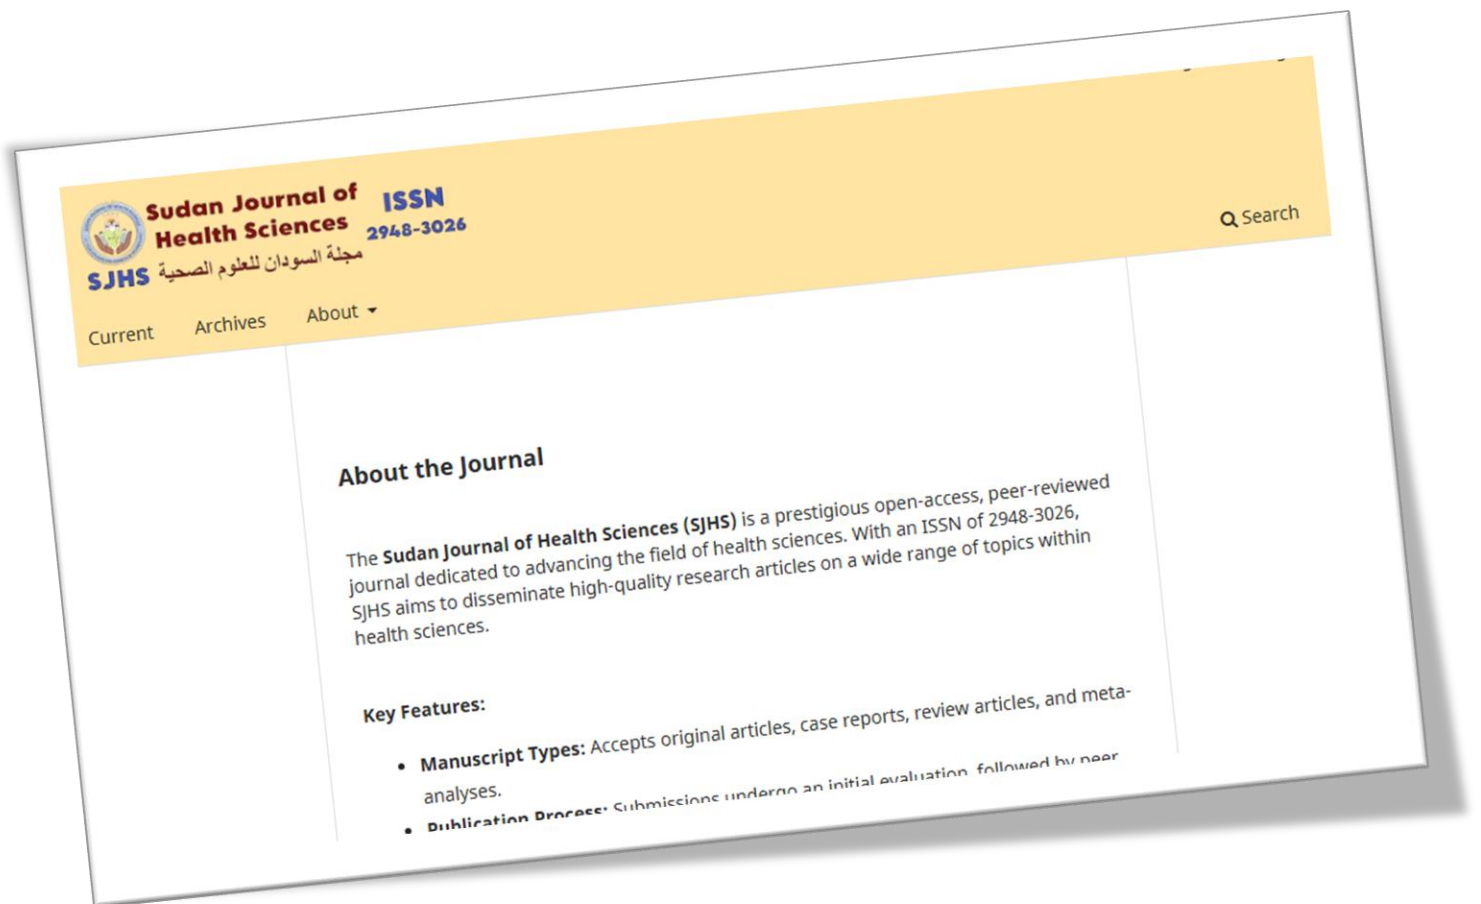 Sudan Journal of
Health Sciences
ISSN
2948-3026
SJHS
مجلة السودان للعلوم الصحية
Search
Current
Archives
About
About the Journal
The Sudan Journal of Health Sciences (SJHS) is a prestigious open-access, peer-reviewed
journal dedicated to advancing the field of health sciences. With an ISSN of 2948-3026,
SJHS aims to disseminate high-quality research articles on a wide range of topics within
health sciences.
Key Features:
• Manuscript Types: Accepts original articles, case reports, review articles, and meta-
analyses.
• Publication Process: Submissions undergo an initial evaluation, followed by peer